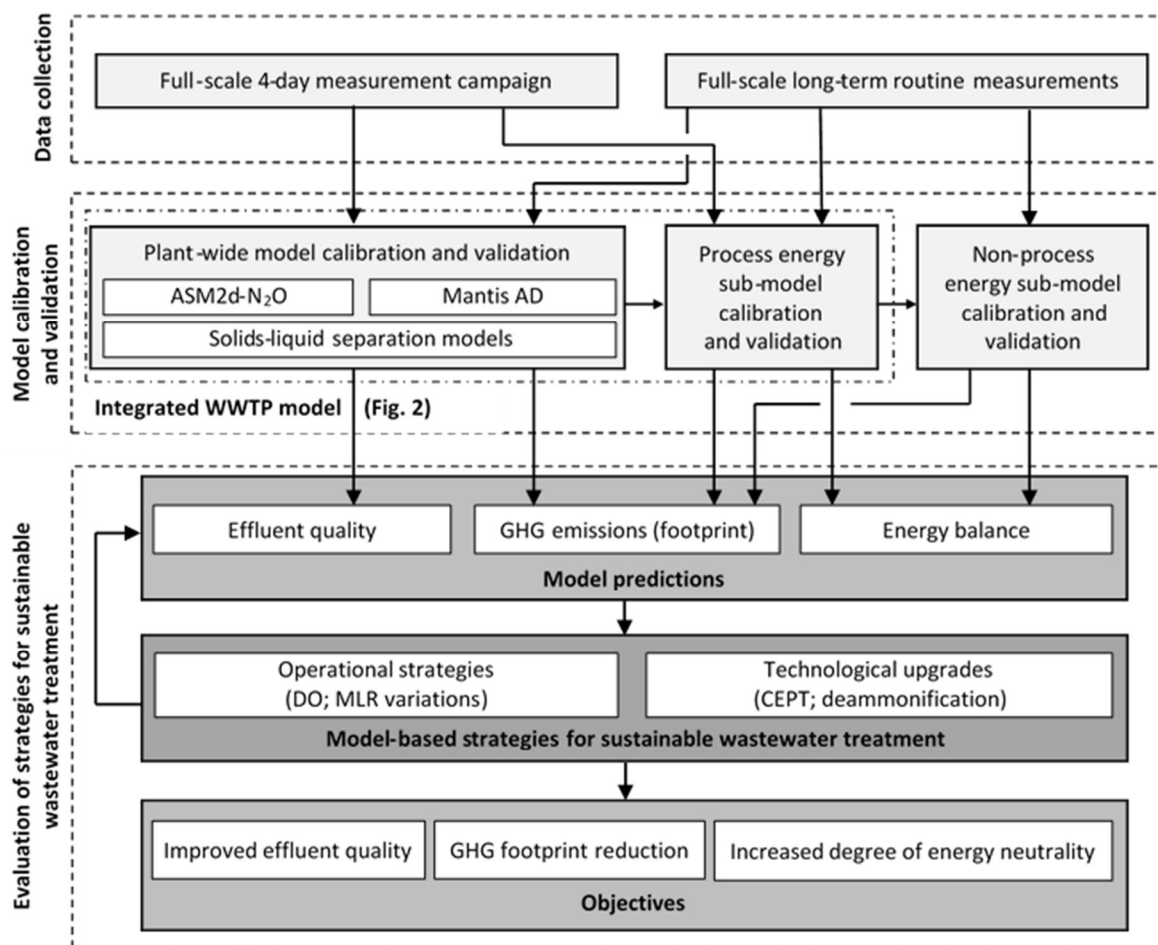 Data collection
Full-scale 4-day measurement campaign
Full-scale long-term routine measurements
Model calibration
and validation
Plant-wide model calibration and validation
ASM2d-N₂O
Mantis AD
Solids-liquid separation models
Process energy
sub-model
calibration
and validation
Non-process
energy sub-model
calibration and
validation
Integrated WWTP model (Fig. 2)
Evaluation of strategies for sustainable
wastewater treatment
Effluent quality
GHG emissions (footprint)
Energy balance
Model predictions
Operational strategies
(DO; MLR variations)
Technological upgrades
(CEPT; deammonification)
Model-based strategies for sustainable wastewater treatment
Improved effluent quality
GHG footprint reduction
Increased degree of energy neutrality
Objectives